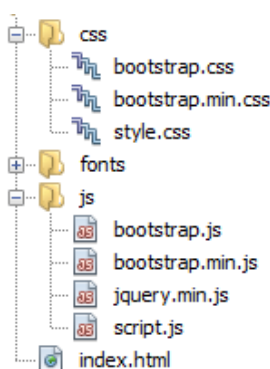 css
bootstrap.css
bootstrap.min.css
style.css
fonts
js
bootstrap.js
bootstrap.min.js
jquery.min.js
script.js
index.html